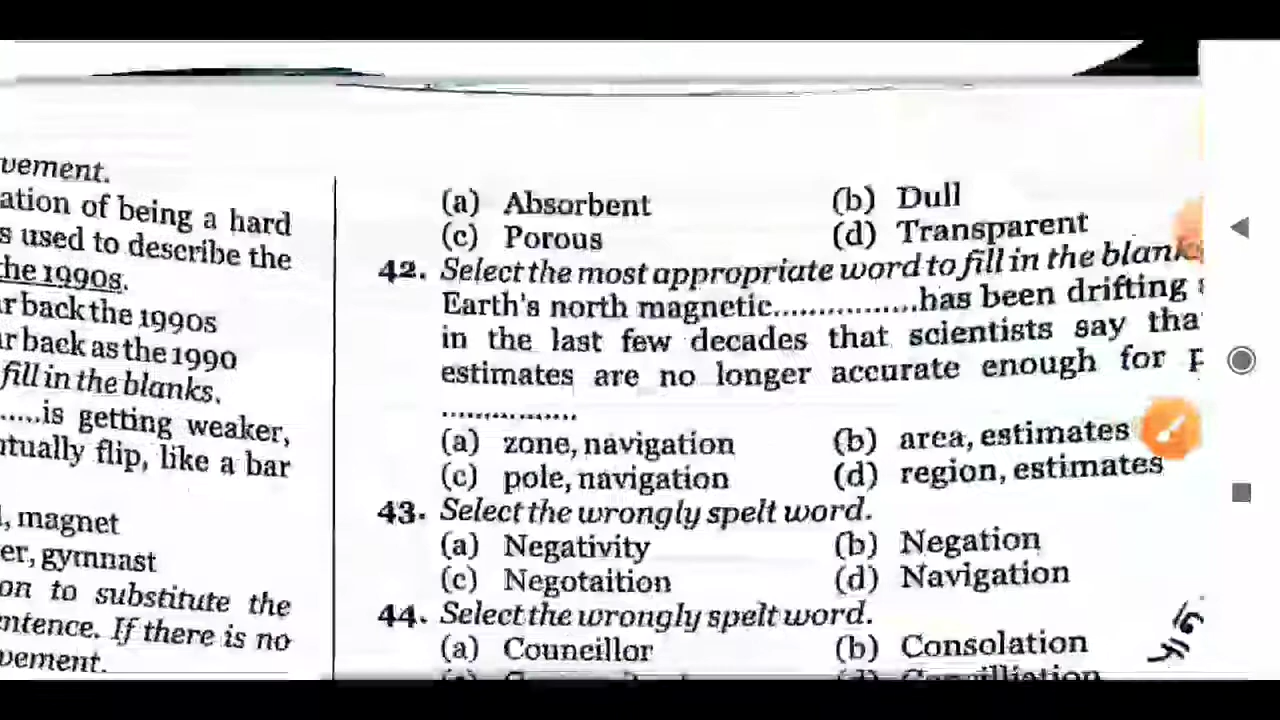 vement.
ation of being a hard
s used to describe the
he 1990s.
r back the 1990s
r back as the 1990
fill in the blanks.
.....is getting weaker,
ntually flip, like a bar
l, magnet
er, gymnast
on to substitute the
entence. If there is no
vement.
(a) Absorbent (b) Dull
(c) Porous (d) Transparent
42. Select the most appropriate word to fill in the blank
Earth's north magnetic...............has been drifting
in the last few decades that scientists say tha
estimates are no longer accurate enough for p
...............
(a) zone, navigation (b) area, estimates
(c) pole, navigation (d) region, estimates
43. Select the wrongly spelt word.
(a) Negativity (b) Negation
(c) Negotaition (d) Navigation
44. Select the wrongly spelt word.
(a) Councillor (b) Consolation